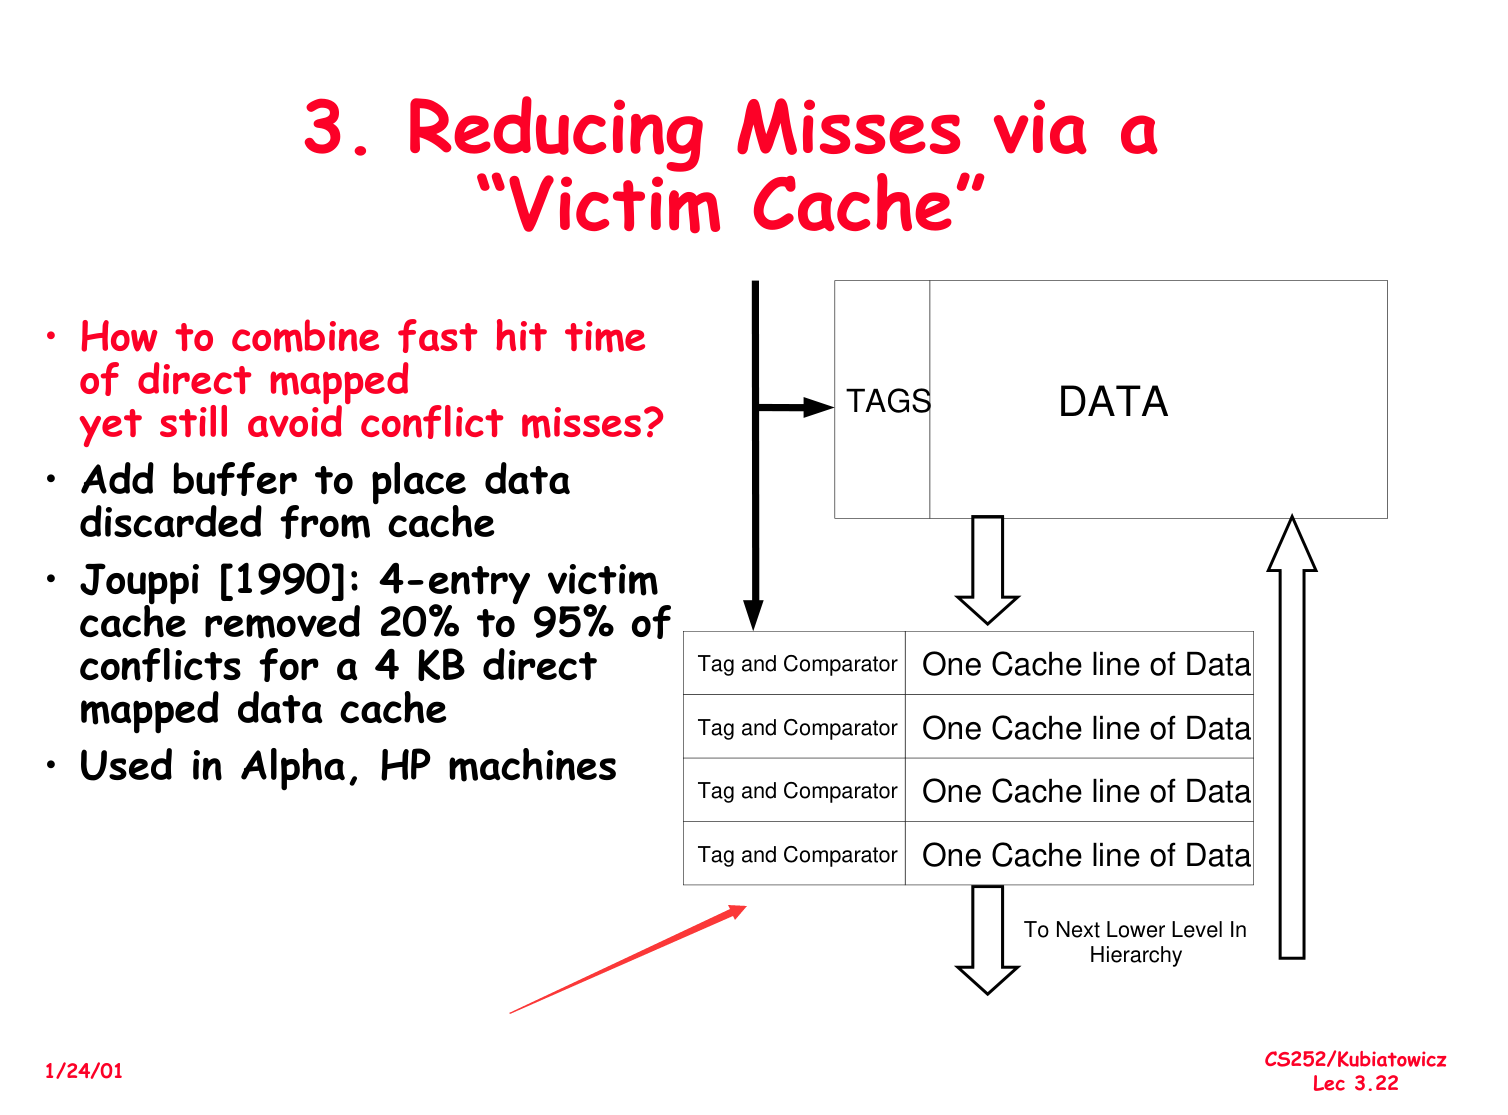 3. Reducing Misses via a
“Victim Cache”
• How to combine fast hit time
of direct mapped
yet still avoid conflict misses?
• Add buffer to place data
discarded from cache
• Jouppi [1990]: 4-entry victim
cache removed 20% to 95% of
conflicts for a 4 KB direct
mapped data cache
• Used in Alpha, HP machines
TAGS
DATA
Tag and Comparator
One Cache line of Data
Tag and Comparator
One Cache line of Data
Tag and Comparator
One Cache line of Data
Tag and Comparator
One Cache line of Data
To Next Lower Level In
Hierarchy
1/24/01
CS252/Kubiatowicz
Lec 3.22